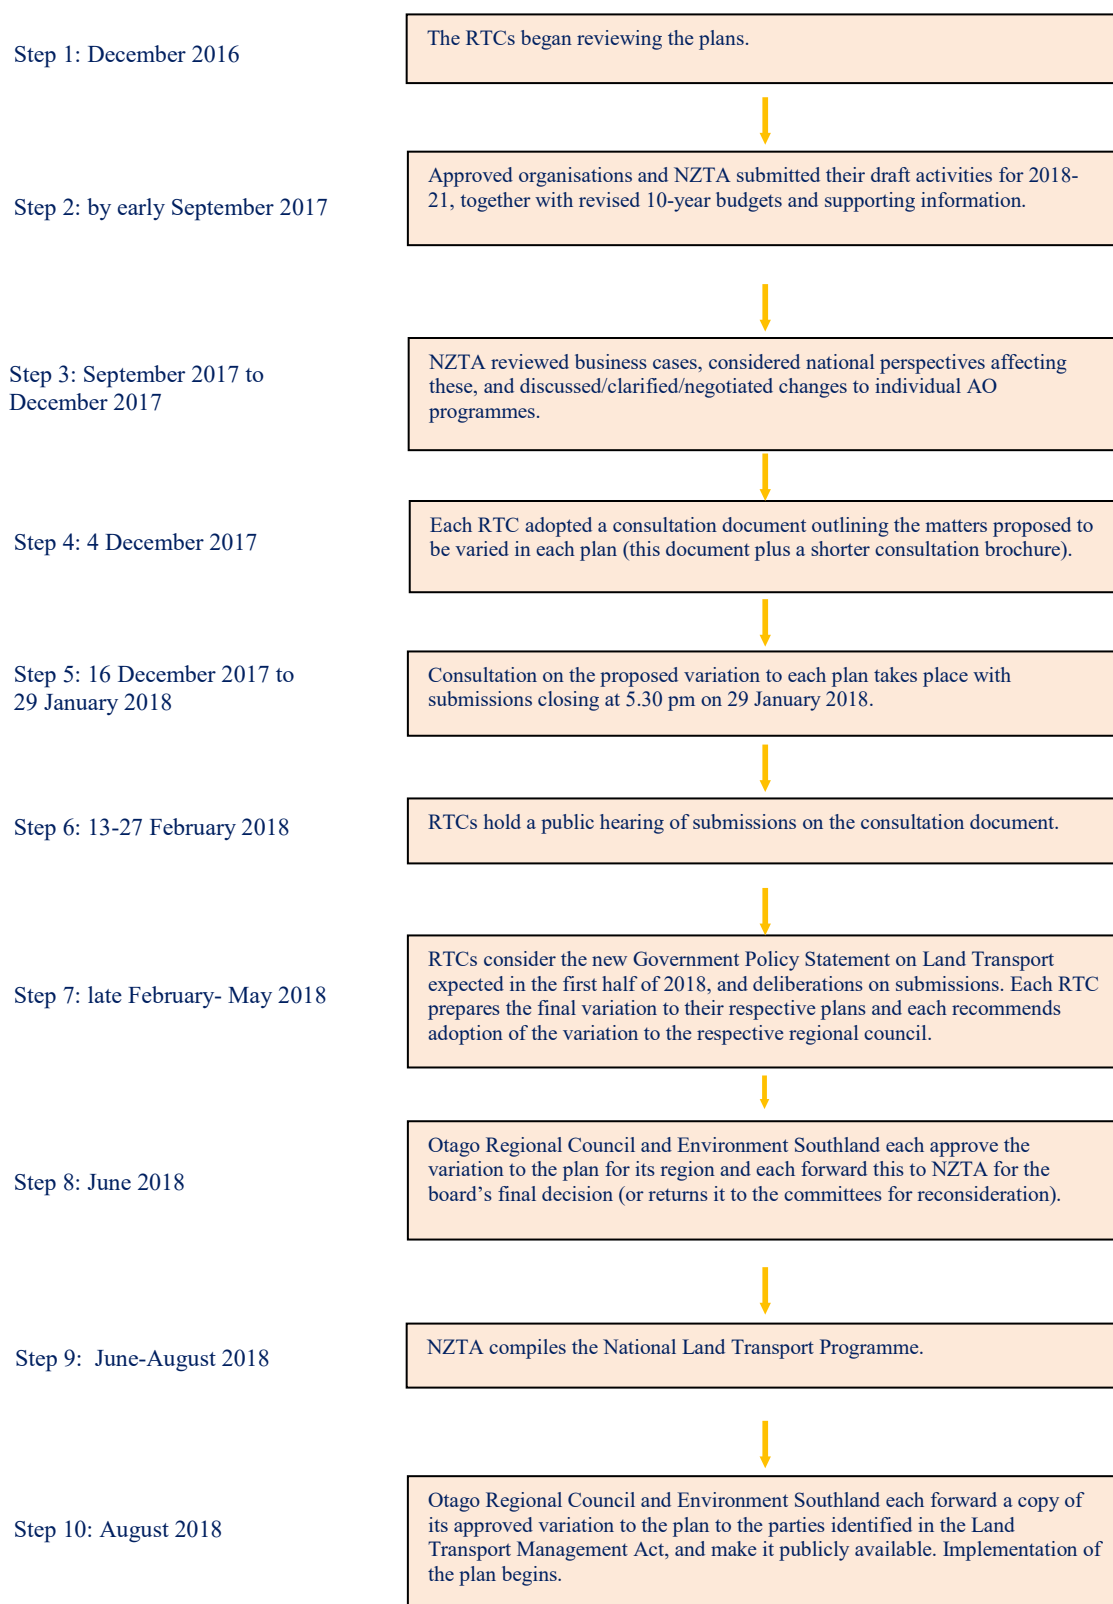 Step 1: December 2016
The RTCs began reviewing the plans.
Step 2: by early September 2017
Approved organisations and NZTA submitted their draft activities for 2018-
21, together with revised 10-year budgets and supporting information.
Step 3: September 2017 to
December 2017
NZTA reviewed business cases, considered national perspectives affecting
these, and discussed/clarified/negotiated changes to individual AO
programmes.
Step 4: 4 December 2017
Each RTC adopted a consultation document outlining the matters proposed to
be varied in each plan (this document plus a shorter consultation brochure).
Step 5: 16 December 2017 to
29 January 2018
Consultation on the proposed variation to each plan takes place with
submissions closing at 5.30 pm on 29 January 2018.
Step 6: 13-27 February 2018
RTCs hold a public hearing of submissions on the consultation document.
Step 7: late February- May 2018
RTCs consider the new Government Policy Statement on Land Transport
expected in the first half of 2018, and deliberations on submissions. Each RTC
prepares the final variation to their respective plans and each recommends
adoption of the variation to the respective regional council.
Step 8: June 2018
Otago Regional Council and Environment Southland each approve the
variation to the plan for its region and each forward this to NZTA for the
board’s final decision (or returns it to the committees for reconsideration).
Step 9:  June-August 2018
NZTA compiles the National Land Transport Programme.
Step 10: August 2018
Otago Regional Council and Environment Southland each forward a copy of
its approved variation to the plan to the parties identified in the Land
Transport Management Act, and make it publicly available. Implementation of
the plan begins.